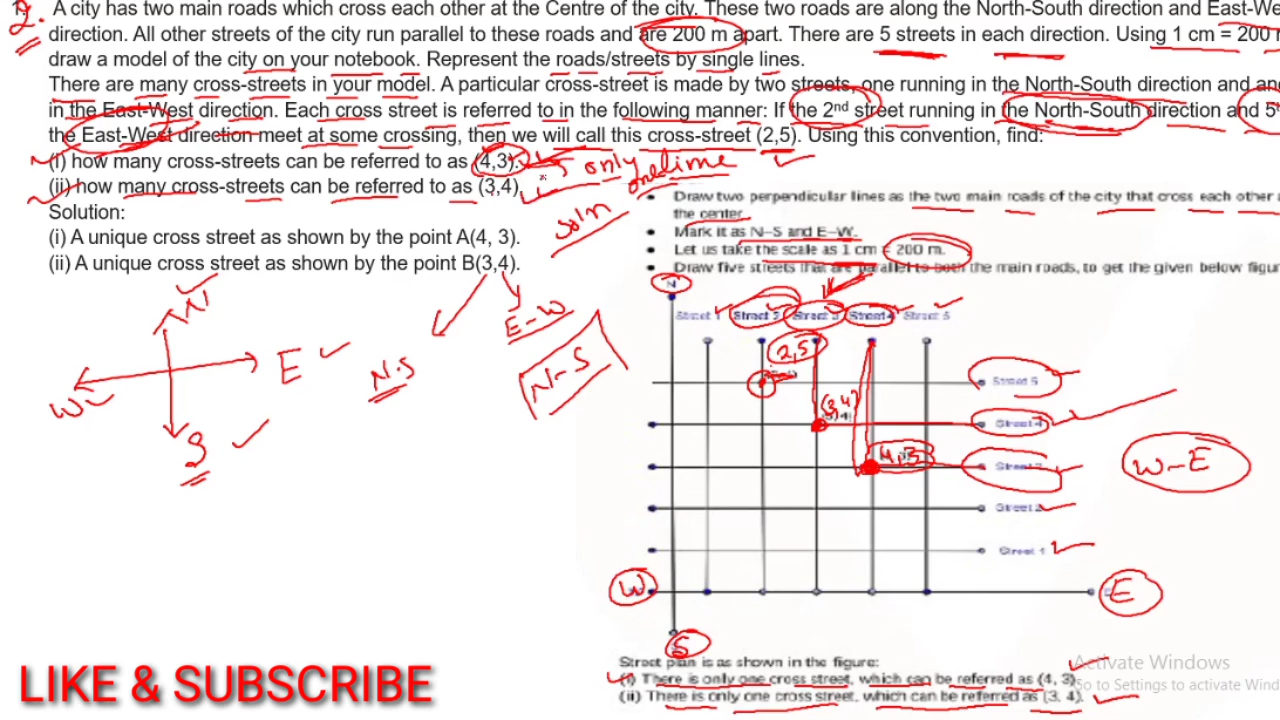 2.
A city has two main roads which cross each other at the Centre of the city. These two roads are along the North-South direction and East-We
direction. All other streets of the city run parallel to these roads and are 200 m apart. There are 5 streets in each direction. Using 1 cm = 200
draw a model of the city on your notebook. Represent the roads/streets by single lines.
There are many cross-streets in your model. A particular cross-street is made by two streets, one running in the North-South direction and an
in the East-West direction. Each cross street is referred to in the following manner: If the 2nd street running in the North-South direction and 5
the East-West direction meet at some crossing, then we will call this cross-street (2,5). Using this convention, find:
(i) how many cross-streets can be referred to as (4,3).
only onetime
(ii) how many cross-streets can be referred to as (3,4).
Solution:
soln
(i) A unique cross street as shown by the point A(4, 3).
(ii) A unique cross street as shown by the point B(3,4).
N
E
W
S
N-S
E-W
N-S
Draw two perpendicular lines as the two main roads of the city that cross each other
the center
Mark it as N-S and E-W.
Let us take the scale as 1 cm = 200 m.
Draw five streets that are parallel to both the main roads, to get the given below figur
N
Street 1 Street 2 Street 3 Street 4 Street 5
2,5
Street 5
(3,4)
Street 4
4,3
Street 3
W-E
Street 2
Street 1
W
E
S
Street plan is as shown in the figure:
(i) There is only one cross street, which can be referred as (4, 3).
(ii) There is only one cross street, which can be referred as (3, 4).
LIKE & SUBSCRIBE
Activate Windows
Go to Settings to activate Wind